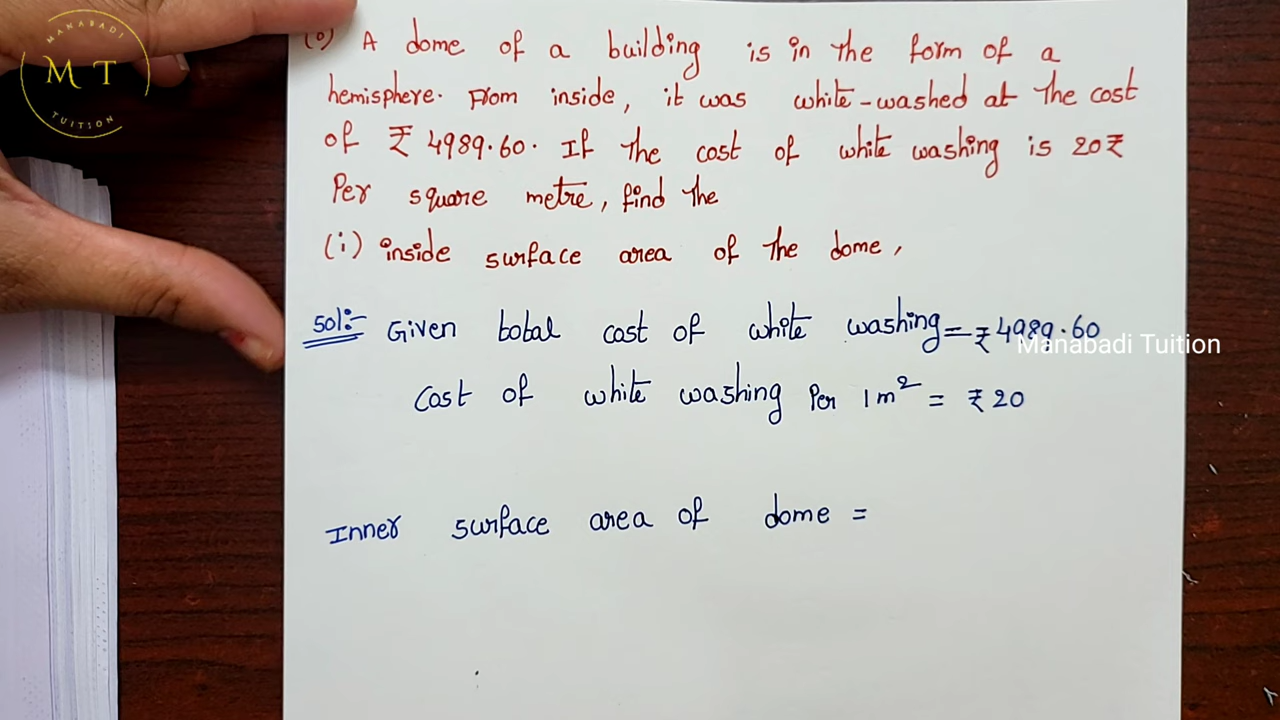 MANABADI
M T
TUITION
A dome of a building is in the form of a
hemisphere. From inside, it was white-washed at the cost
of ₹ 4989.60. If the cost of white washing is 20₹
Per square metre, find the
(i) inside surface area of the dome,
Sol:- Given total cost of white washing = ₹ 4989.60
Manabadi Tuition
Cost of white washing Per 1m² = ₹ 20
Inner surface area of dome =